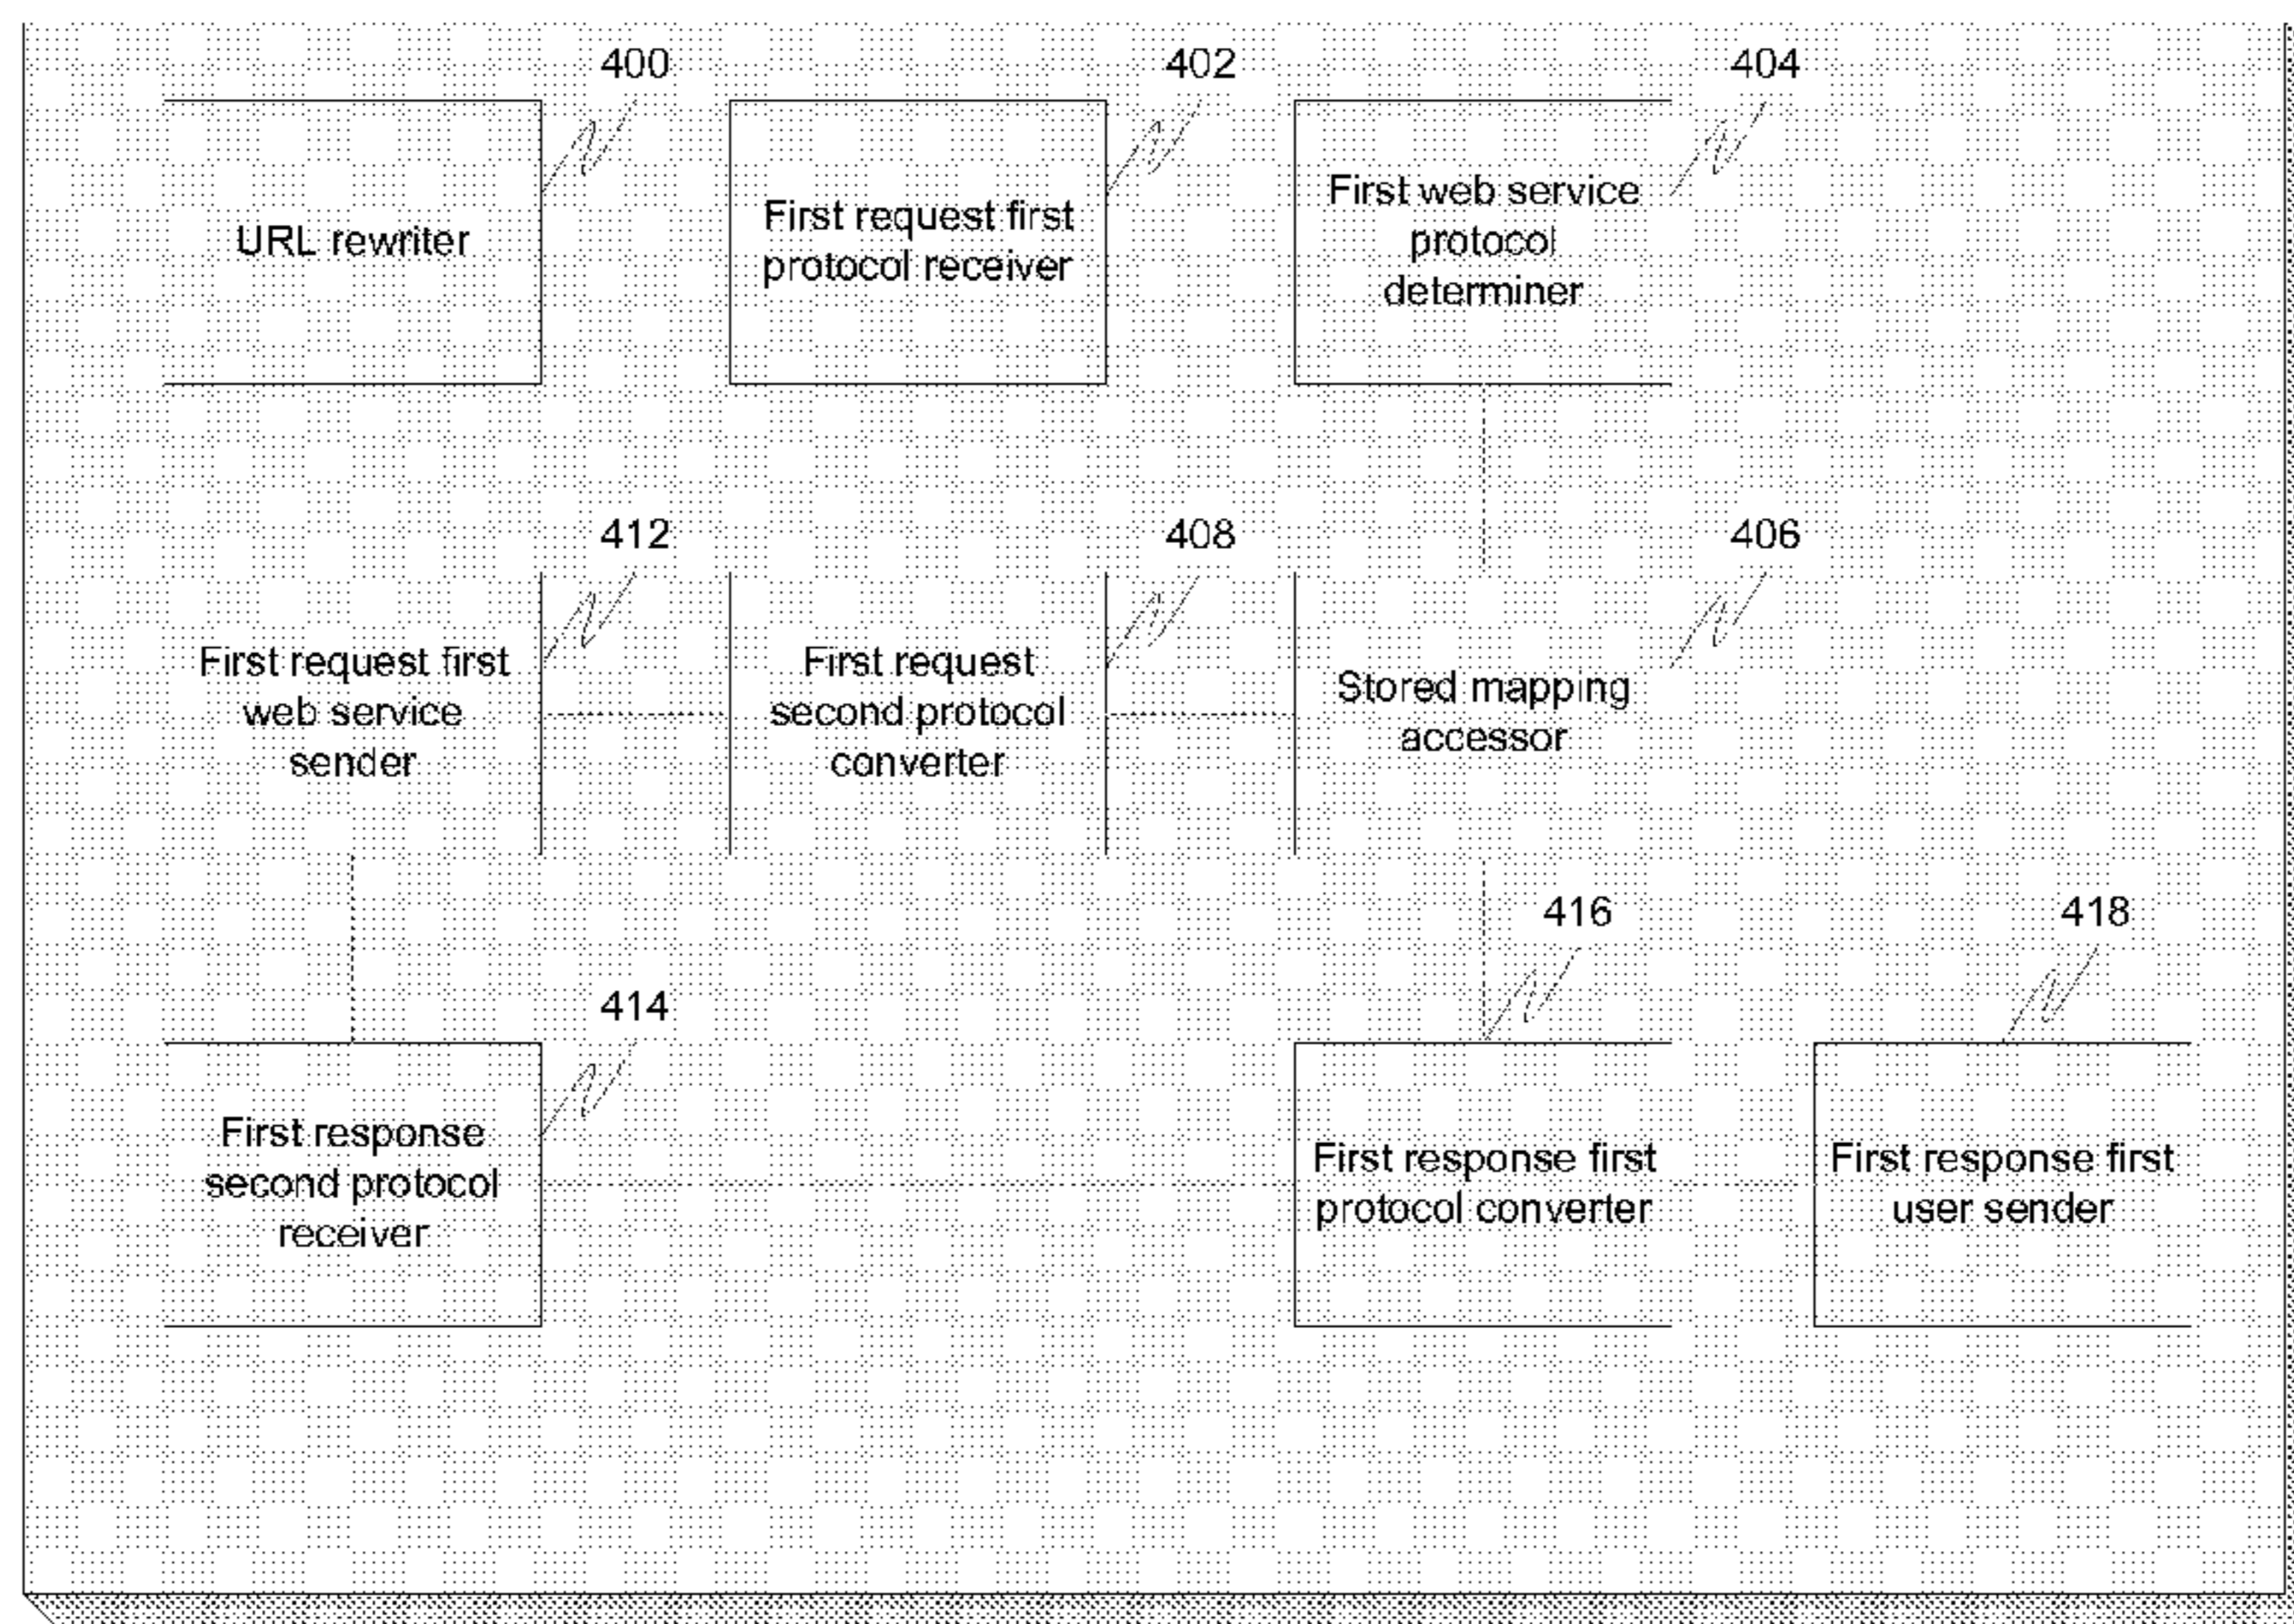 400
402
404
URL rewriter
First request first
protocol receiver
First web service
protocol
determiner
412
408
406
First request first
web service
sender
First request
second protocol
converter
Stored mapping
accessor
416
418
414
First response
second protocol
receiver
First response first
protocol converter
First response first
user sender